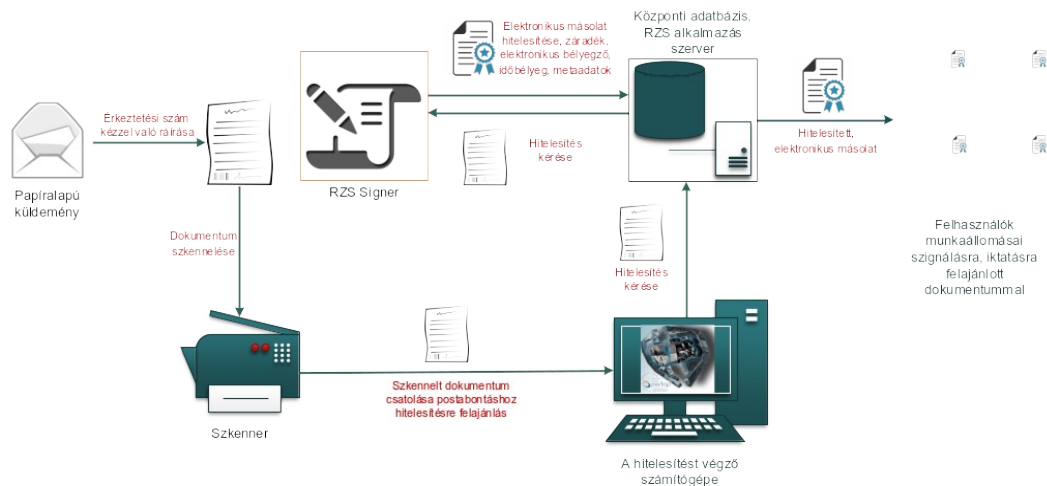 Papíralapú
küldemény
Érkeztetési szám
kézzel való ráírása
Dokumentum
szkennelése
Szkenner
Szkennelt dokumentum
csatolása postabontáshoz
hitelesítésre felajánlás
A hitelesítést végző
számítógépe
Hitelesítés
kérése
Központi adatbázis,
RZS alkalmazás
szerver
Hitelesítés
kérése
RZS Signer
Elektronikus másolat
hitelesítése, záradék,
elektronikus bélyegző,
időbélyeg, metaadatok
Hitelesített,
elektronikus másolat
Felhasználók
munkaállomásai
szignálásra, iktatásra
felajánlott
dokumentummal